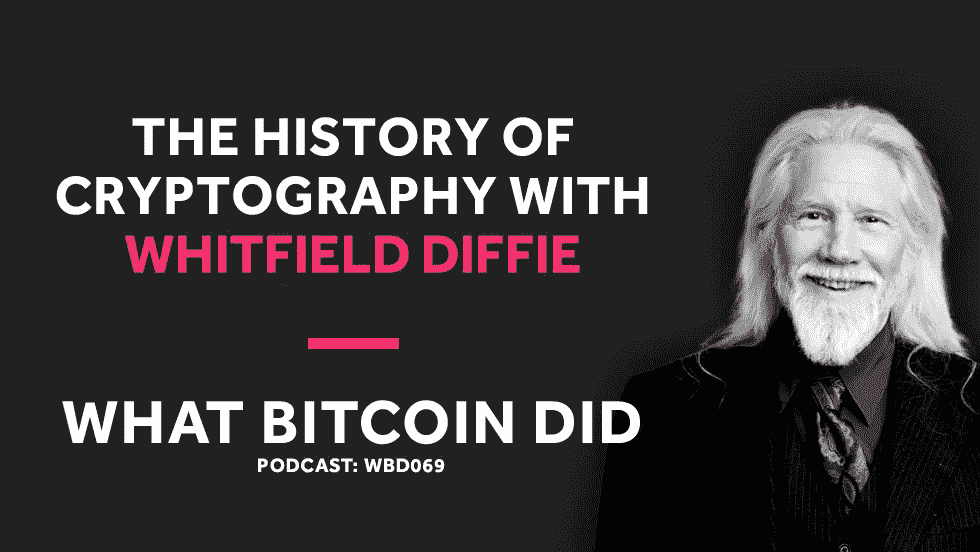 THE HISTORY OF
CRYPTOGRAPHY WITH
WHITFIELD DIFFIE
WHAT BITCOIN DID
PODCAST: WBD069